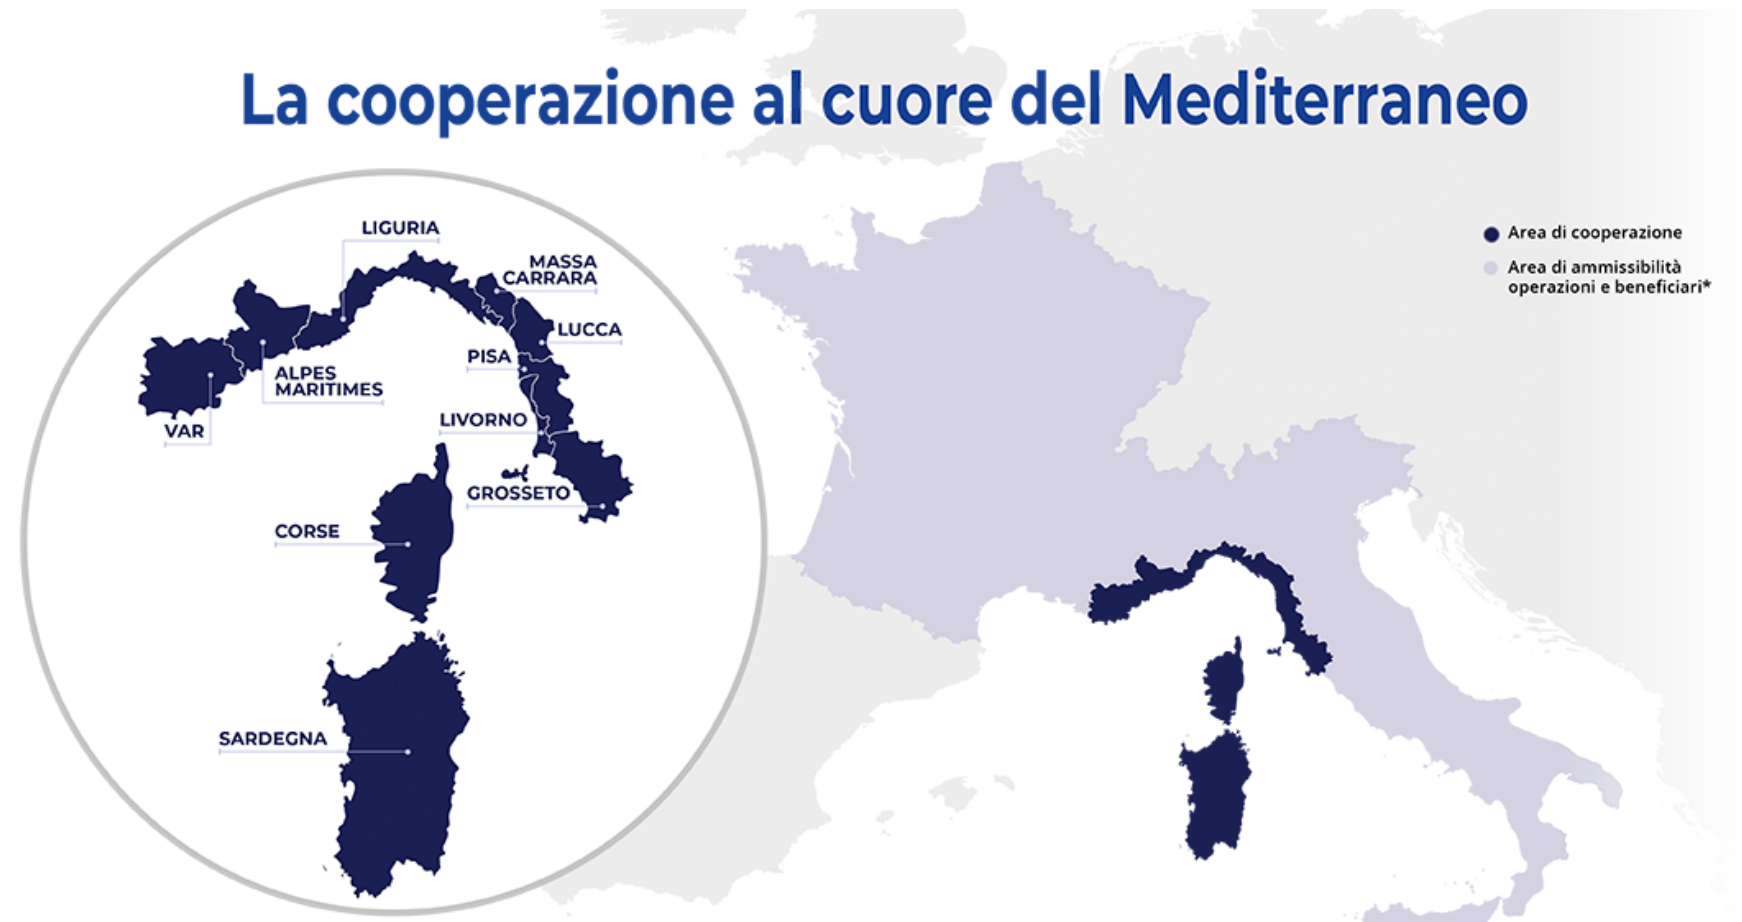 La cooperazione al cuore del Mediterraneo
LIGURIA
MASSA
CARRARA
LUCCA
PISA
ALPES
MARITIMES
LIVORNO
VAR
GROSSETO
CORSE
SARDEGNA
Area di cooperazione
Area di ammissibilità
operazioni e beneficiari*